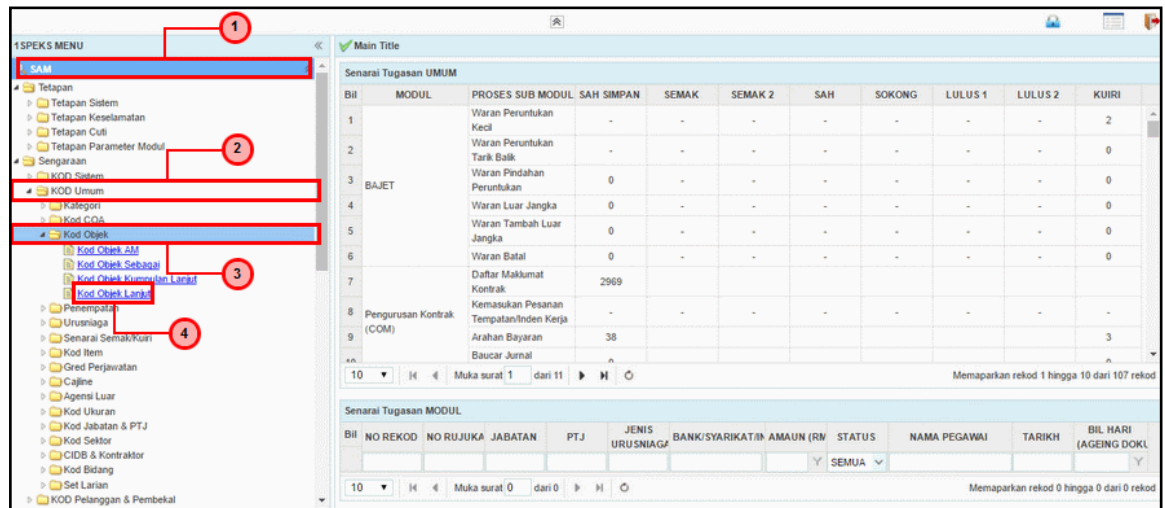 1
1SPEKS MENU
SAM
Tetapan
Tetapan Sistem
Tetapan Keselamatan
Tetapan Cuti
Tetapan Parameter Modul
2
Sengaraan
KOD Sistem
KOD Umum
Kategori
Kod COA
Kod Objek
Kod Objek AM
Kod Objek Sebagai
Kod Objek Kumpulan Lanjut
3
Kod Objek Lanjut
Penempatan
Urusniaga
4
Senarai Semak/Kuiri
Kod Item
Gred Perjawatan
Cajline
Agensi Luar
Kod Ukuran
Kod Jabatan & PTJ
Kod Sektor
CIDB & Kontraktor
Kod Bidang
Set Larian
KOD Pelanggan & Pembekal
Main Title
Senarai Tugasan UMUM
Bil MODUL PROSES SUB MODUL SAH SIMPAN SEMAK SEMAK 2 SAH SOKONG LULUS 1 LULUS 2 KUIRI
1 Waran Peruntukan Kecil - - - - - - - 2
2 Waran Peruntukan Tarik Balik - - - - - - - 0
3 BAJET Waran Pindahan Peruntukan 0 - - - - - - 0
4 Waran Luar Jangka 0 - - - - - - 0
5 Waran Tambah Luar Jangka 0 - - - - - - 0
6 Waran Batal 0 - - - - - - 0
7 Daftar Maklumat Kontrak 2969
8 Pengurusan Kontrak (COM) Kemasukan Pesanan Tempatan/Inden Kerja - - - - - - - -
9 Arahan Bayaran 38 3
10 Baucar Jurnal 0 0
10 Muka surat 1 dari 11 Memaparkan rekod 1 hingga 10 dari 107 rekod
Senarai Tugasan MODUL
Bil NO REKOD NO RUJUKA JABATAN PTJ JENIS URUSNIAGA BANK/SYARIKAT/IN AMAUN (RM STATUS NAMA PEGAWAI TARIKH BIL HARI (AGEING DOKU
SEMUA
10 Muka surat 0 dari 0 Memaparkan rekod 0 hingga 0 dari 0 rekod